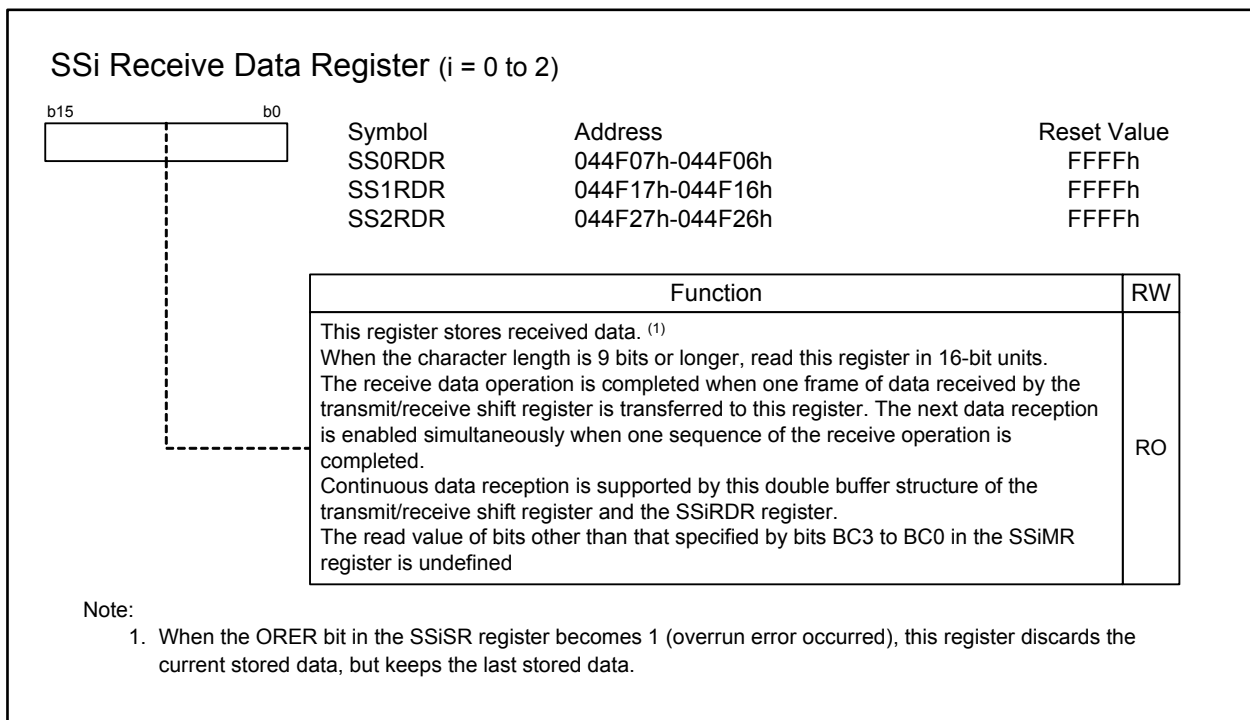 SSi Receive Data Register (i = 0 to 2)
b15 b0
Symbol Address Reset Value
SS0RDR 044F07h-044F06h FFFFh
SS1RDR 044F17h-044F16h FFFFh
SS2RDR 044F27h-044F26h FFFFh
Function RW
This register stores received data. (1)
When the character length is 9 bits or longer, read this register in 16-bit units.
The receive data operation is completed when one frame of data received by the
transmit/receive shift register is transferred to this register. The next data reception
is enabled simultaneously when one sequence of the receive operation is
completed.
Continuous data reception is supported by this double buffer structure of the
transmit/receive shift register and the SSiRDR register.
The read value of bits other than that specified by bits BC3 to BC0 in the SSiMR
register is undefined
RO
Note:
1. When the ORER bit in the SSiSR register becomes 1 (overrun error occurred), this register discards the
current stored data, but keeps the last stored data.